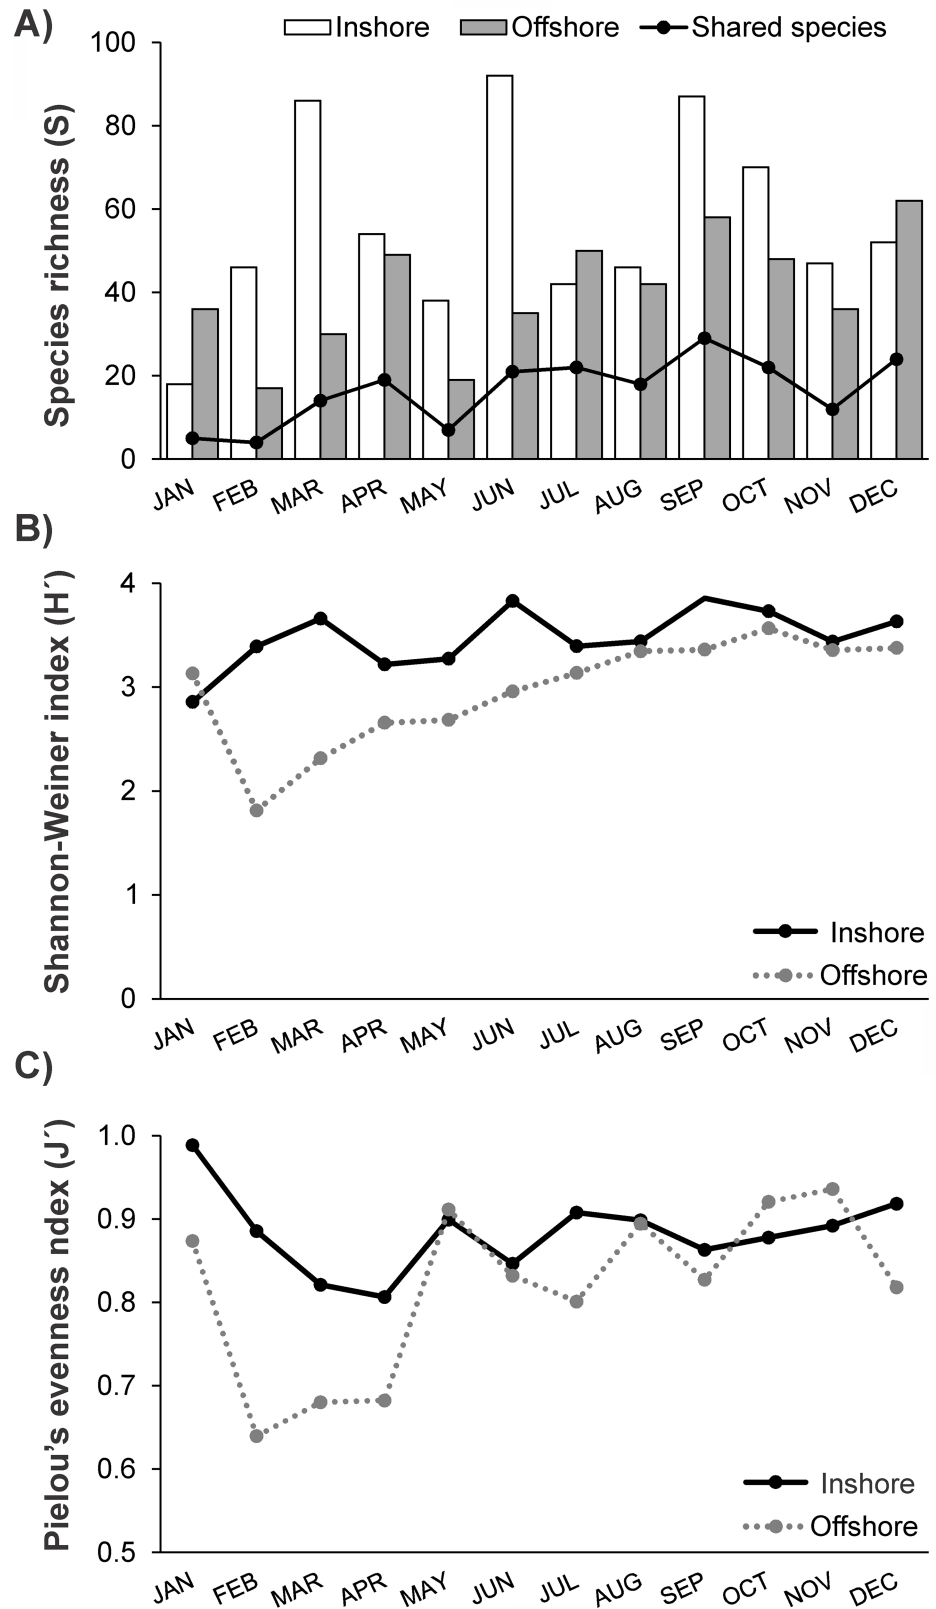 A)
Inshore Offshore Shared species
Species richness (S)
100
80
60
40
20
0
JAN FEB MAR APR MAY JUN JUL AUG SEP OCT NOV DEC
B)
Shannon-Weiner index (H´)
4
3
2
1
0
Inshore
Offshore
JAN FEB MAR APR MAY JUN JUL AUG SEP OCT NOV DEC
C)
Pielou’s evenness ndex (J´)
1.0
0.9
0.8
0.7
0.6
0.5
Inshore
Offshore
JAN FEB MAR APR MAY JUN JUL AUG SEP OCT NOV DEC